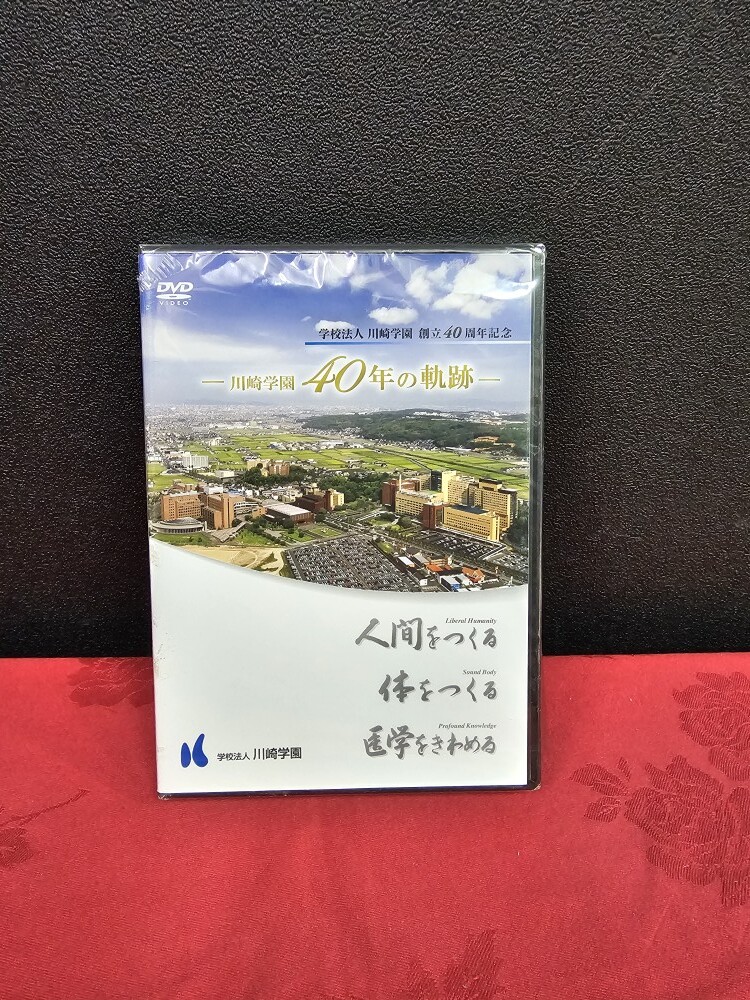 DVD
VIDEO
学校法人 川崎学園 創立40周年記念
― 川崎学園 40年の軌跡 ―
Liberal Humanity
人間をつくる
Sound Body
体をつくる
Profound Knowledge
医学をきわめる
学校法人 川崎学園